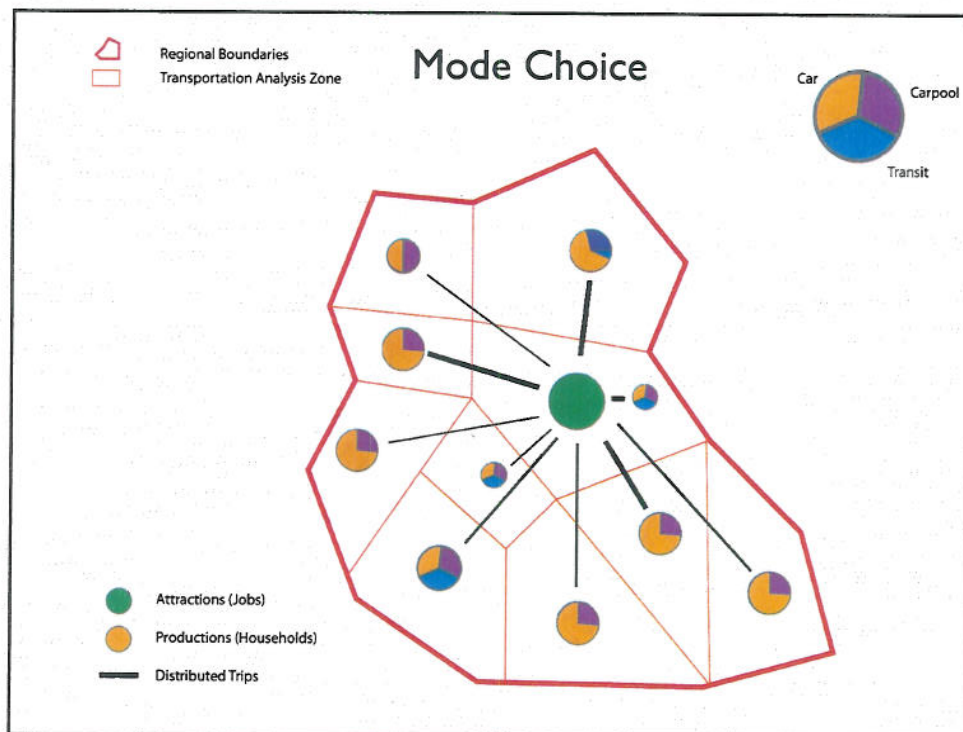 Regional Boundaries
Transportation Analysis Zone
Mode Choice
Car
Carpool
Transit
Attractions (Jobs)
Productions (Households)
Distributed Trips